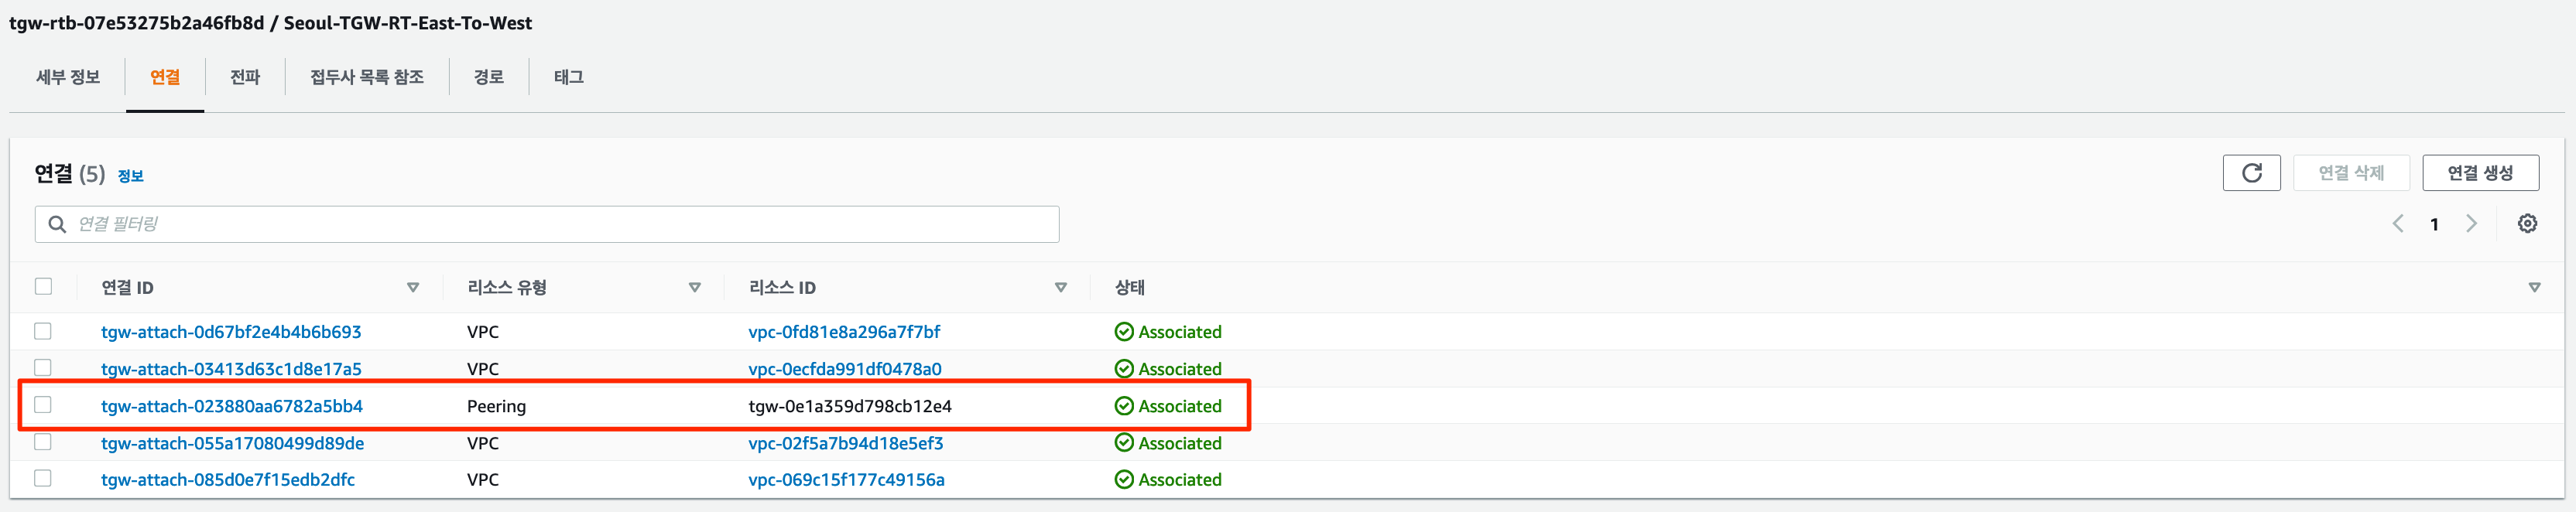 tgw-rtb-07e53275b2a46fb8d / Seoul-TGW-RT-East-To-West
세부 정보 연결 전파 접두사 목록 참조 경로 태그
연결 (5) 정보 연결 삭제 연결 생성
연결 필터링 1
연결 ID 리소스 유형 리소스 ID 상태
tgw-attach-0d67bf2e4b4b6b693 VPC vpc-0fd81e8a296a7f7bf Associated
tgw-attach-03413d63c1d8e17a5 VPC vpc-0ecfda991df0478a0 Associated
tgw-attach-023880aa6782a5bb4 Peering tgw-0e1a359d798cb12e4 Associated
tgw-attach-055a17080499d89de VPC vpc-02f5a7b94d18e5ef3 Associated
tgw-attach-085d0e7f15edb2dfc VPC vpc-069c15f177c49156a Associated